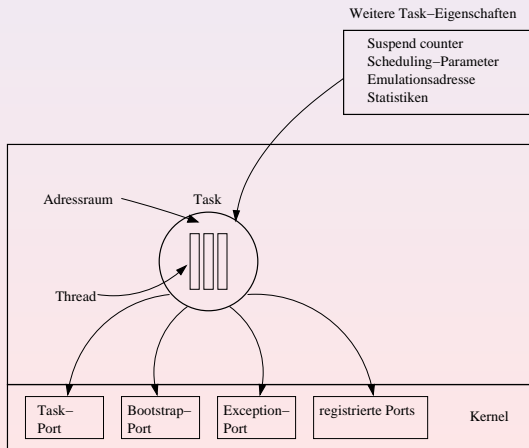 Weitere Task–Eigenschaften
Suspend counter
Scheduling–Parameter
Emulationsadresse
Statistiken
Adressraum
Task
Thread
Task–
Port
Bootstrap–
Port
Exception–
Port
registrierte Ports
Kernel